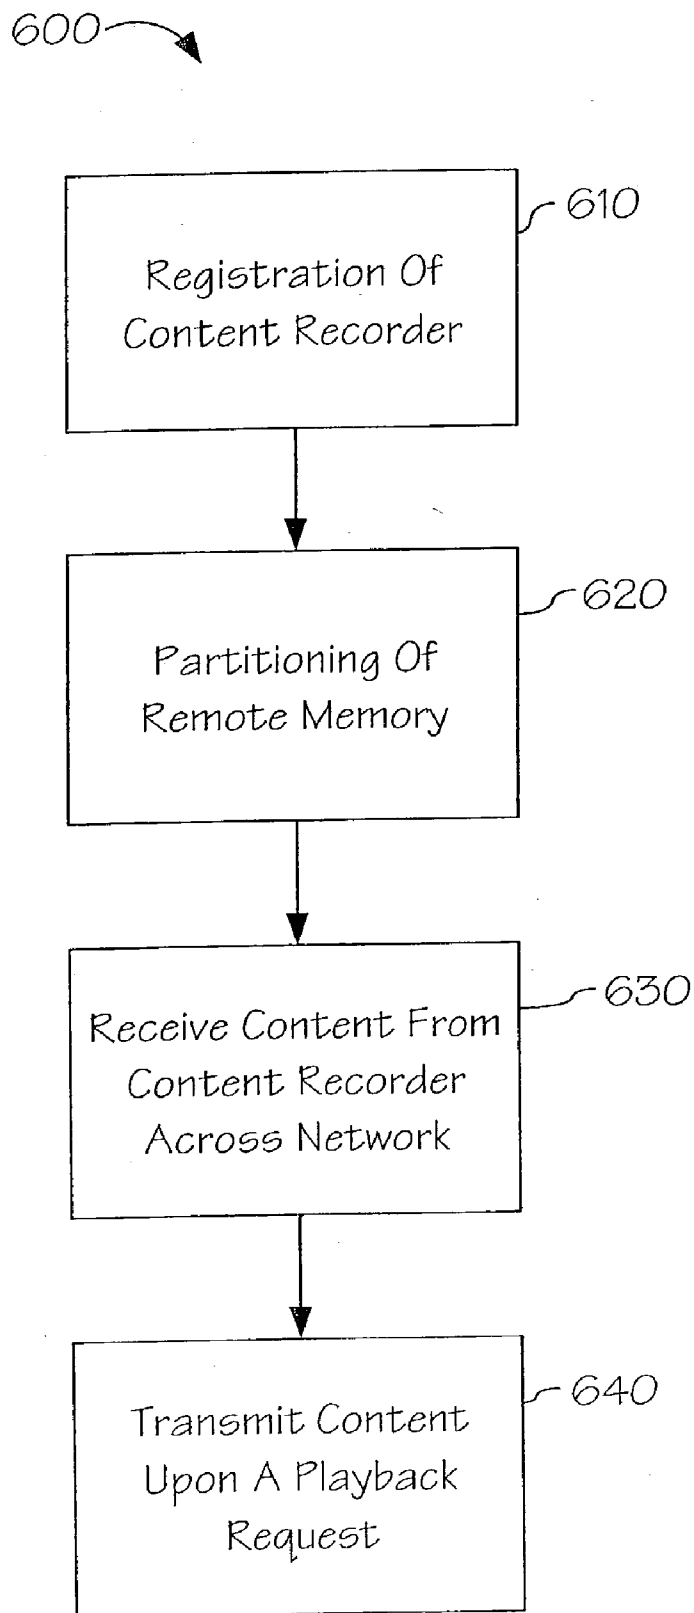 600
610
Registration Of
Content Recorder
620
Partitioning Of
Remote Memory
630
Receive Content From
Content Recorder
Across Network
640
Transmit Content
Upon A Playback
Request